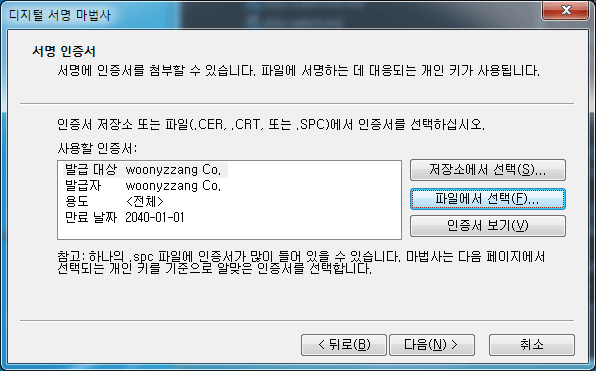 디지털 서명 마법사
서명 인증서
서명에 인증서를 첨부할 수 있습니다. 파일에 서명하는 데 대응되는 개인 키가 사용됩니다.
인증서 저장소 또는 파일(.CER, .CRT, 또는 .SPC)에서 인증서를 선택하십시오.
사용할 인증서:
발급 대상 woonyzzang Co.
발급자 woonyzzang Co.
용도 <전체>
만료 날짜 2040-01-01
저장소에서 선택(S)...
파일에서 선택(F)...
인증서 보기(V)
참고: 하나의 .spc 파일에 인증서가 많이 들어 있을 수 있습니다. 마법사는 다음 페이지에서
선택되는 개인 키를 기준으로 알맞은 인증서를 선택합니다.
< 뒤로(B)
다음(N) >
취소